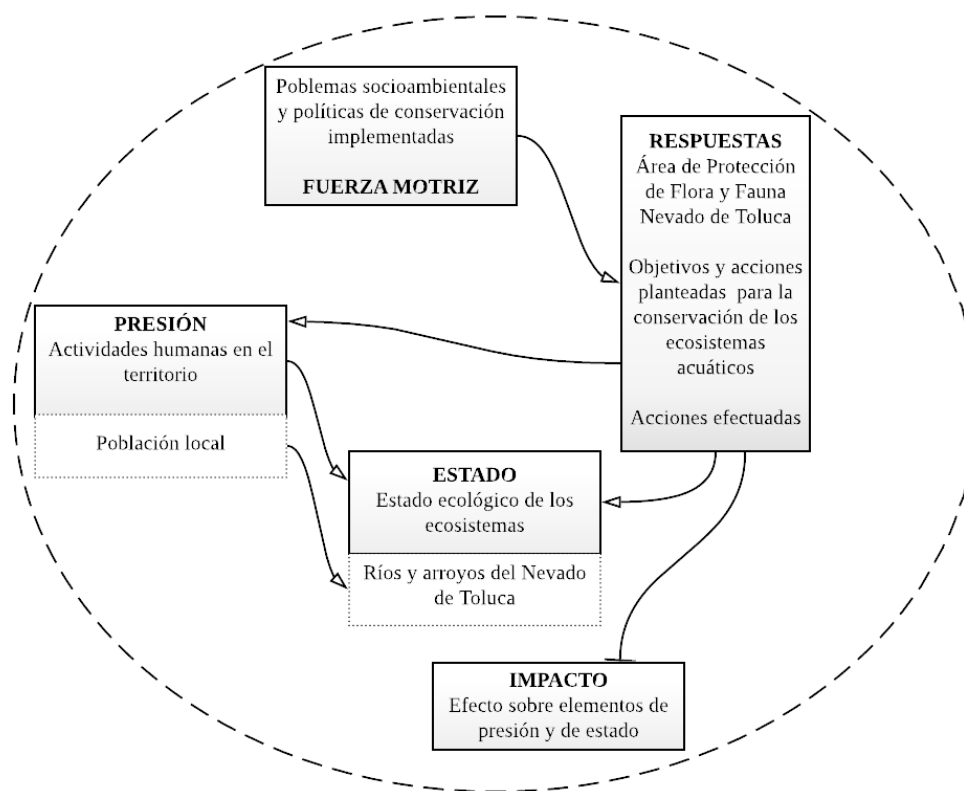 Poblemas socioambientales
y políticas de conservación
implementadas
FUERZA MOTRIZ
RESPUESTAS
Área de Protección
de Flora y Fauna
Nevado de Toluca
Objetivos y acciones
planteadas para la
conservación de los
ecosistemas
acuáticos
Acciones efectuadas
PRESIÓN
Actividades humanas en el
territorio
Población local
ESTADO
Estado ecológico de los
ecosistemas
Ríos y arroyos del Nevado
de Toluca
IMPACTO
Efecto sobre elementos de
presión y de estado